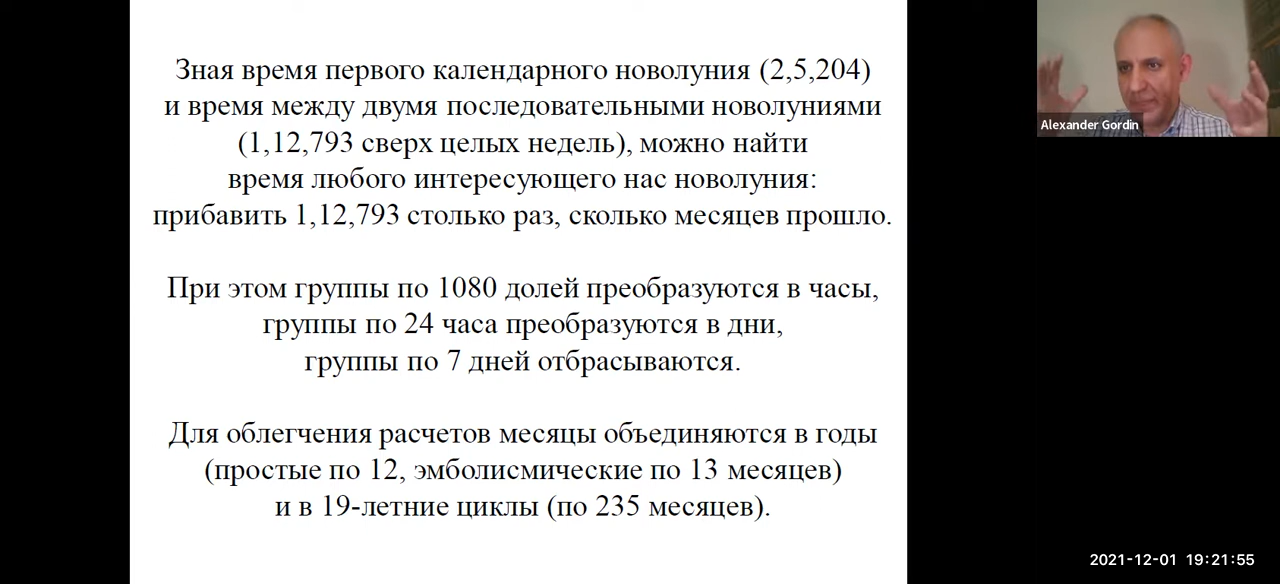 Зная время первого календарного новолуния (2,5,204)
и время между двумя последовательными новолуниями
(1,12,793 сверх целых недель), можно найти
время любого интересующего нас новолуния:
прибавить 1,12,793 столько раз, сколько месяцев прошло.
При этом группы по 1080 долей преобразуются в часы,
группы по 24 часа преобразуются в дни,
группы по 7 дней отбрасываются.
Для облегчения расчетов месяцы объединяются в годы
(простые по 12, эмболисмические по 13 месяцев)
и в 19-летние циклы (по 235 месяцев).
Alexander Gordin
2021-12-01 19:21:55